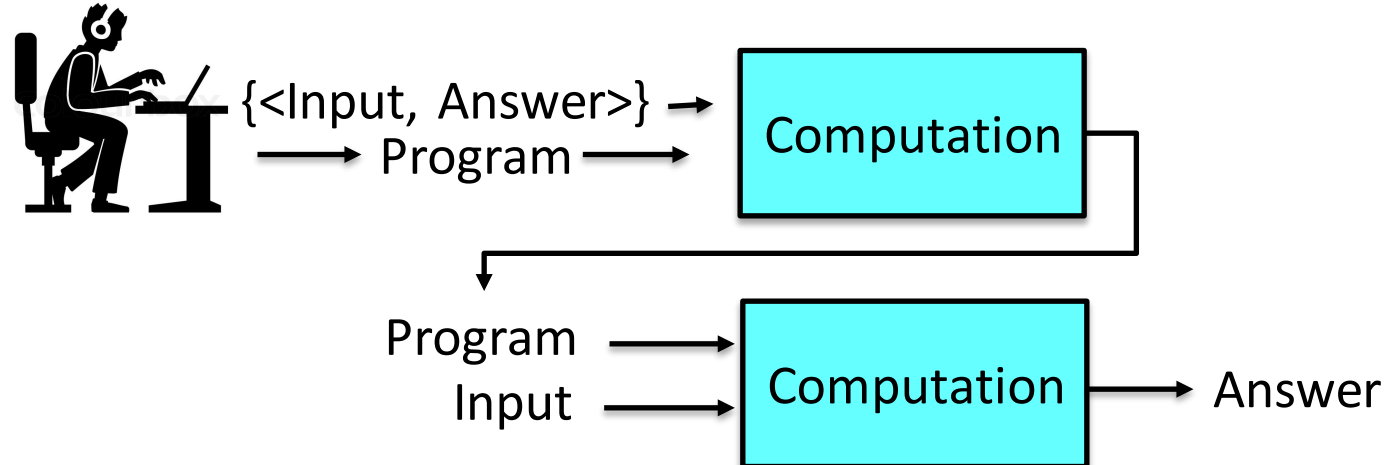 {<Input, Answer>}
Program
Computation
Program
Input
Computation
Answer